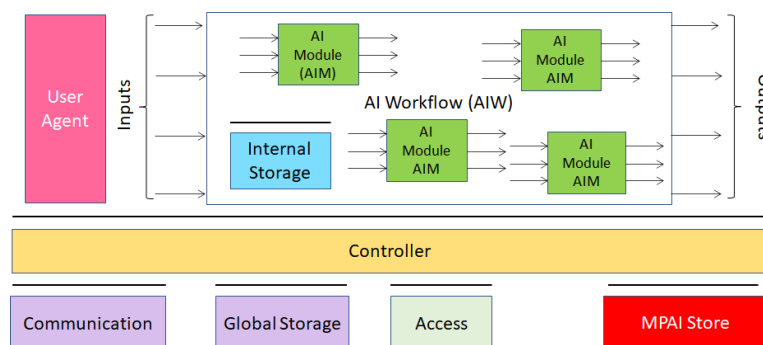 User
Agent
Inputs
AI
Module
(AIM)
AI
Module
AIM
AI Workflow (AIW)
Internal
Storage
AI
Module
AIM
AI
Module
AIM
Outputs
Controller
Communication
Global Storage
Access
MPAI Store